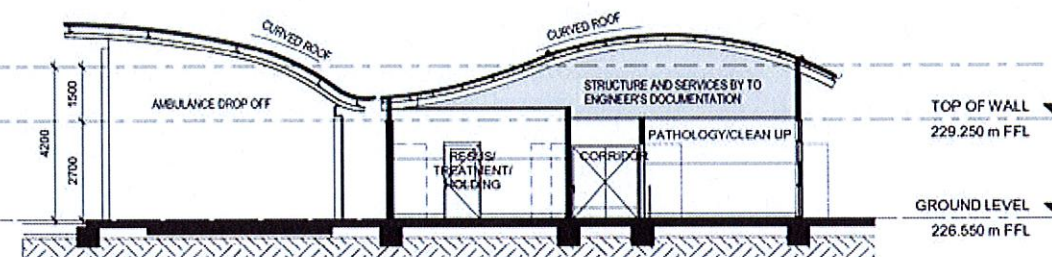 CURVED ROOF
CURVED ROOF
STRUCTURE AND SERVICES BY TO
ENGINEER'S DOCUMENTATION
AMBULANCE DROP OFF
1500
4200
2700
TOP OF WALL
229.250 m FFL
PATHOLOGY/CLEAN UP
RESUS/
TREATMENT/
HOLDING
CORRIDOR
GROUND LEVEL
226.550 m FFL